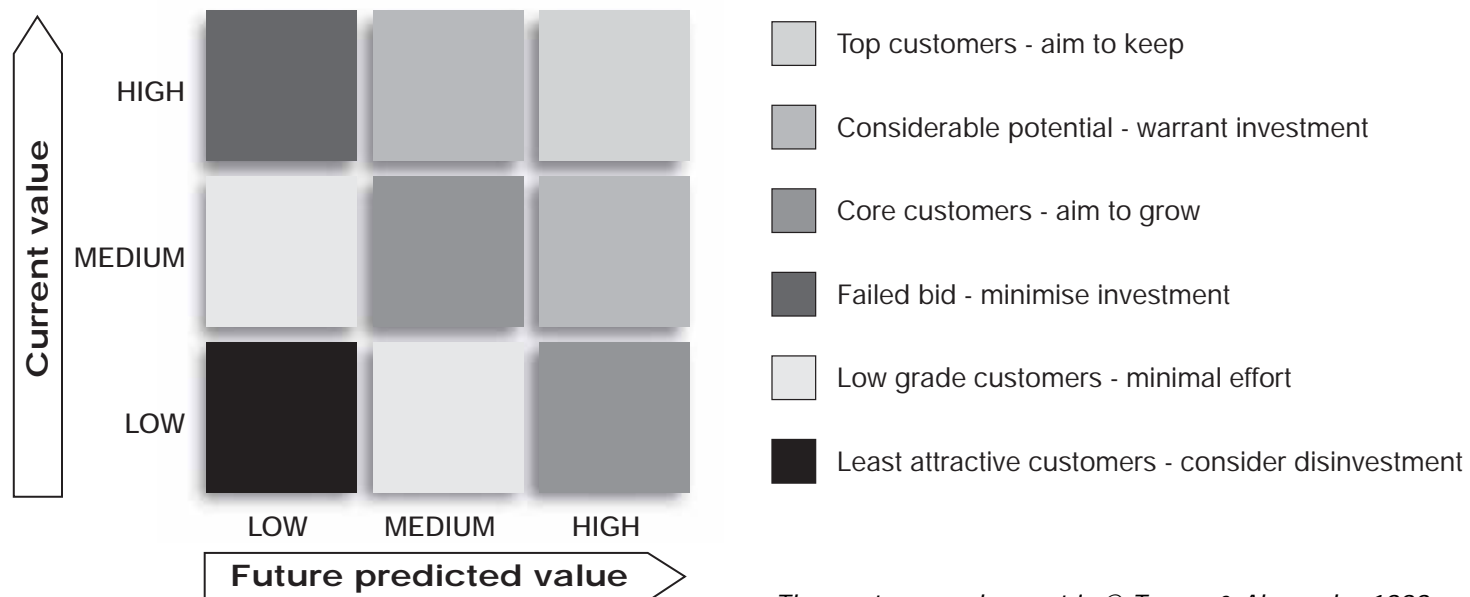 Current value
HIGH
MEDIUM
LOW
LOW MEDIUM HIGH
Future predicted value
Top customers - aim to keep
Considerable potential - warrant investment
Core customers - aim to grow
Failed bid - minimise investment
Low grade customers - minimal effort
Least attractive customers - consider disinvestment